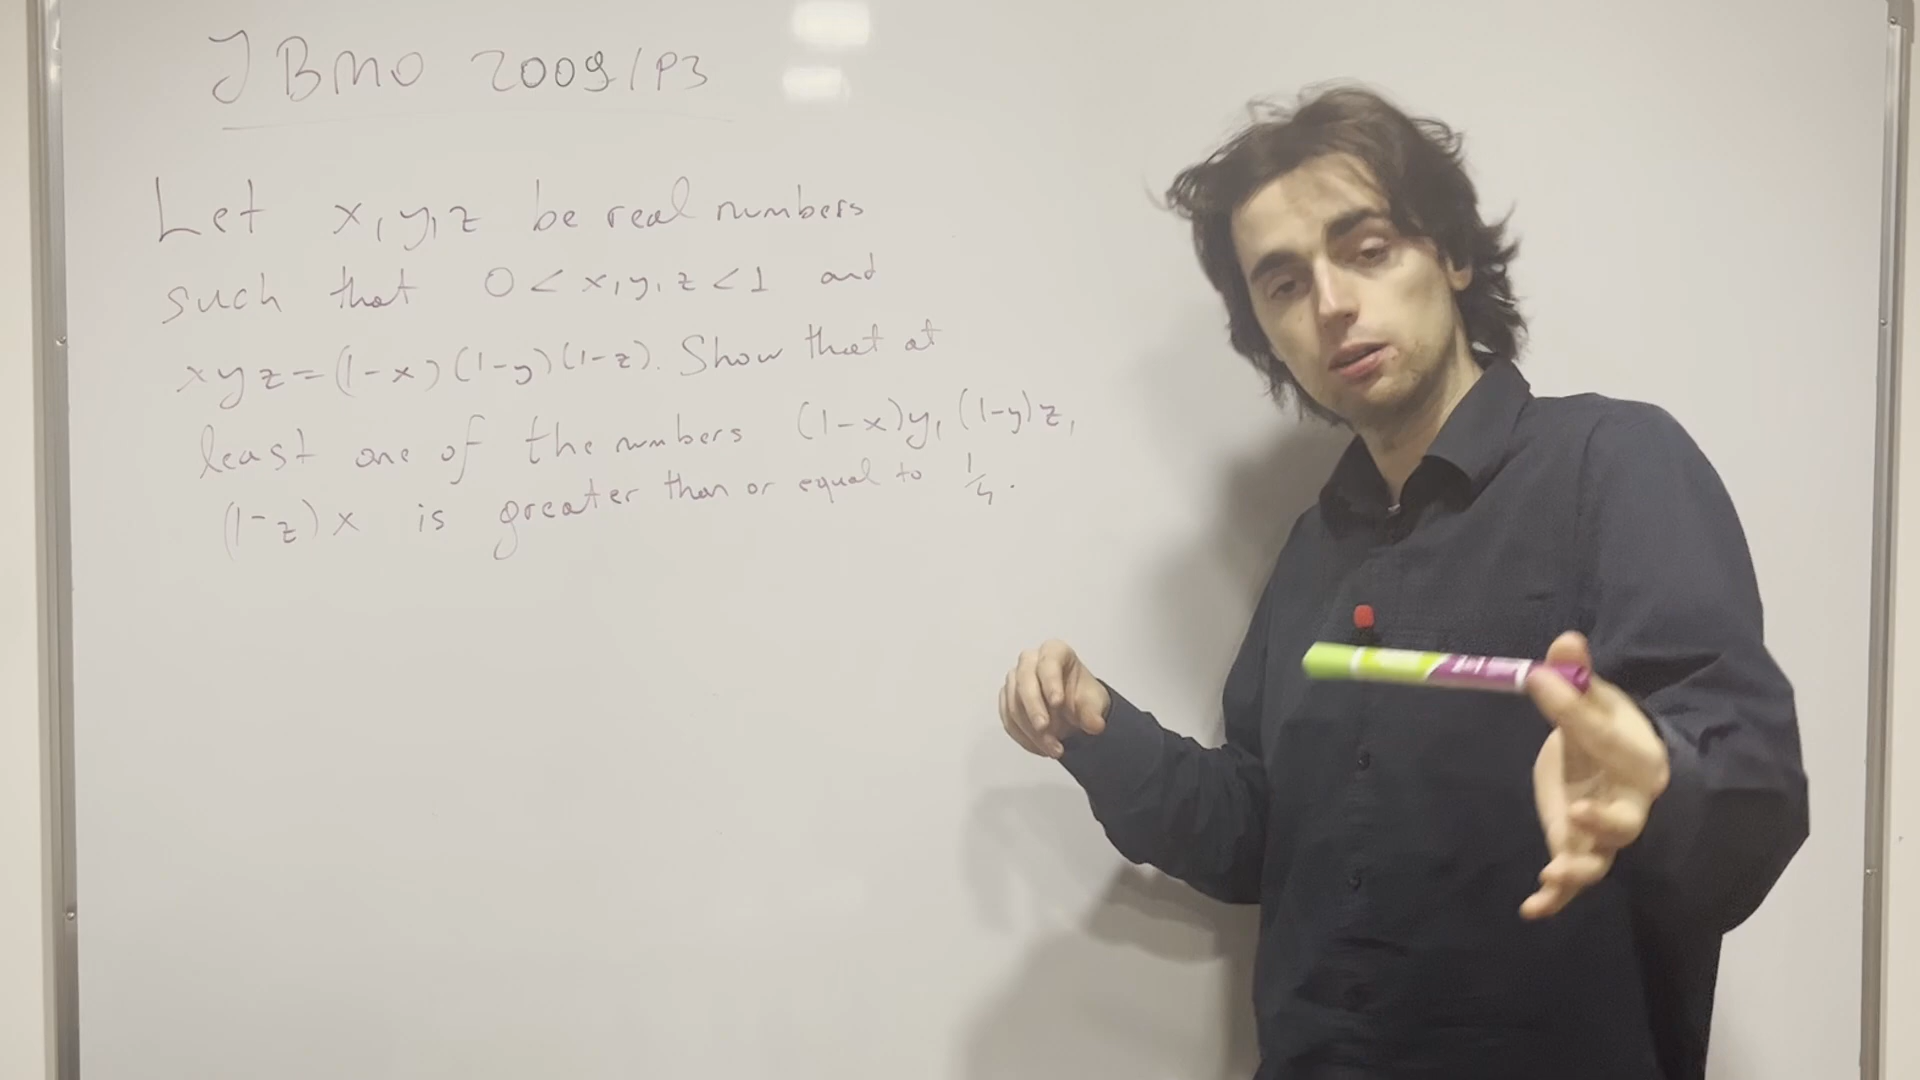 JBMO 2009/P3
Let x,y,z be real numbers
such that 0 < x,y,z < 1 and
xyz = (1-x)(1-y)(1-z). Show that at
least one of the numbers (1-x)y, (1-y)z,
(1-z)x is greater than or equal to 1/4.